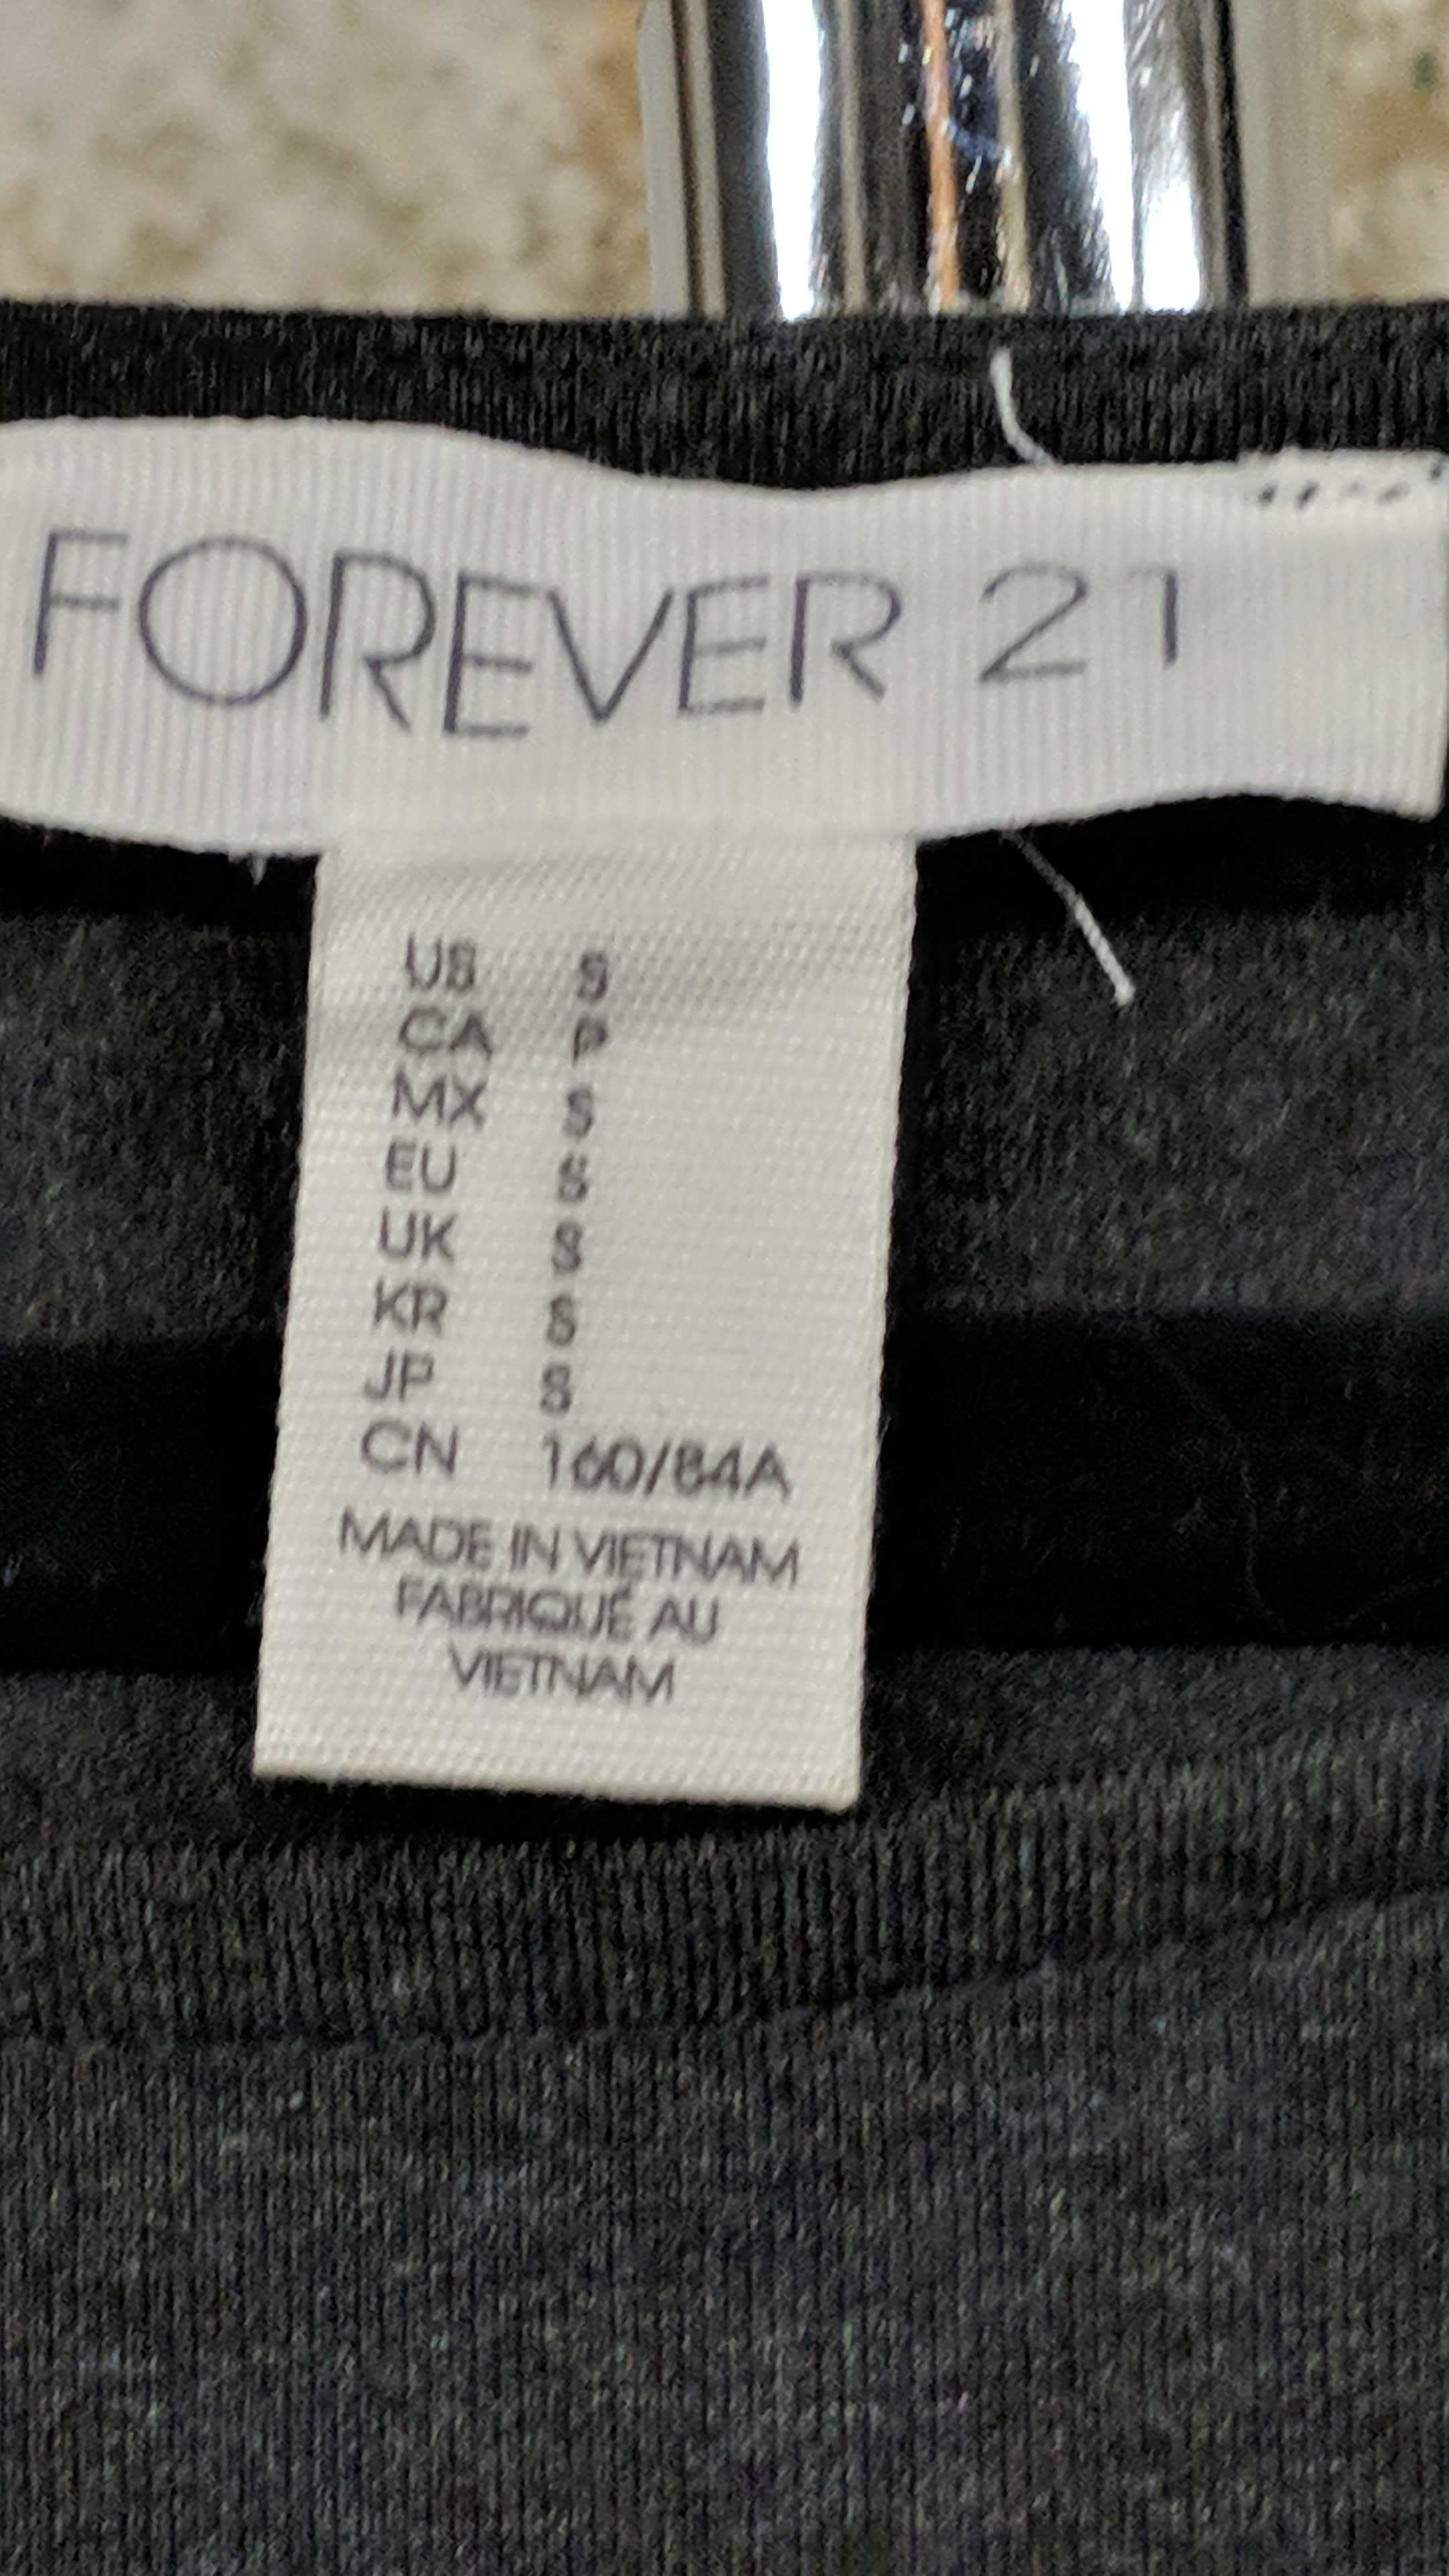 FOREVER 21
US S
CA P
MX S
EU S
UK S
KR S
JP S
CN 160/84A
MADE IN VIETNAM
FABRIQUÉ AU
VIETNAM